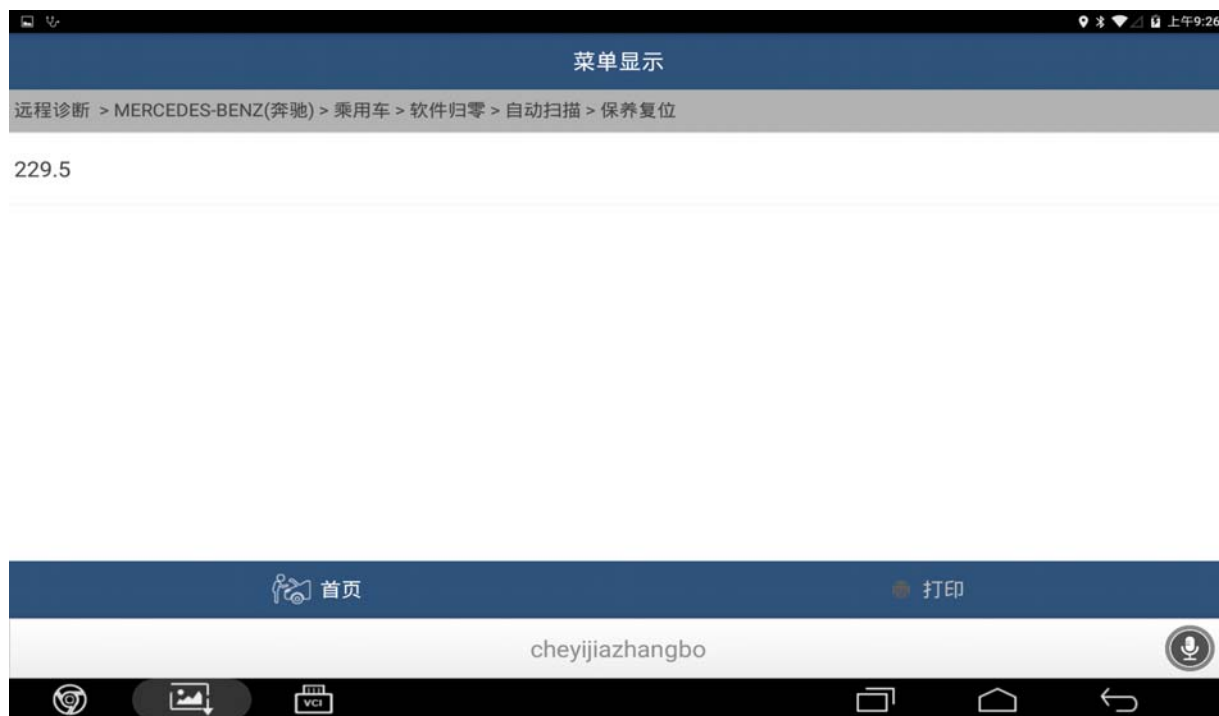 上午9:26
菜单显示
远程诊断 > MERCEDES-BENZ(奔驰) > 乘用车 > 软件归零 > 自动扫描 > 保养复位
229.5
首页 打印
cheyijiazhangbo
VCI